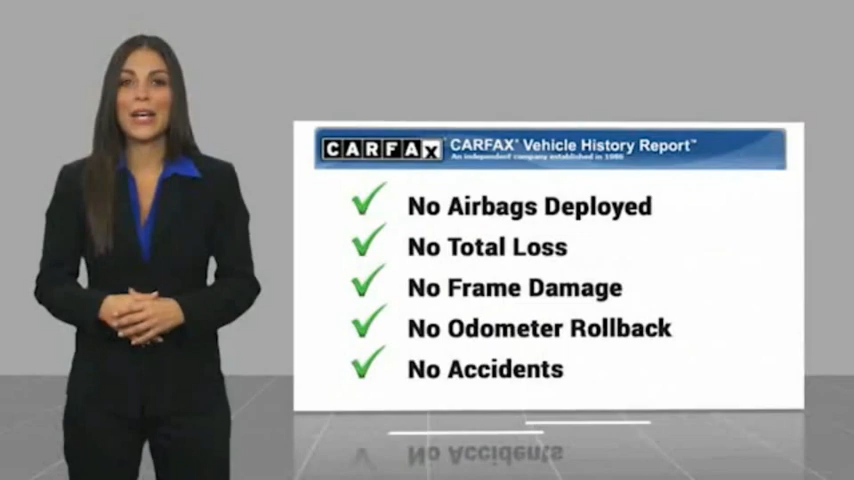 CARFAX CARFAX® Vehicle History Report™
An independent company established in 1986
No Airbags Deployed
No Total Loss
No Frame Damage
No Odometer Rollback
No Accidents
No Accidents